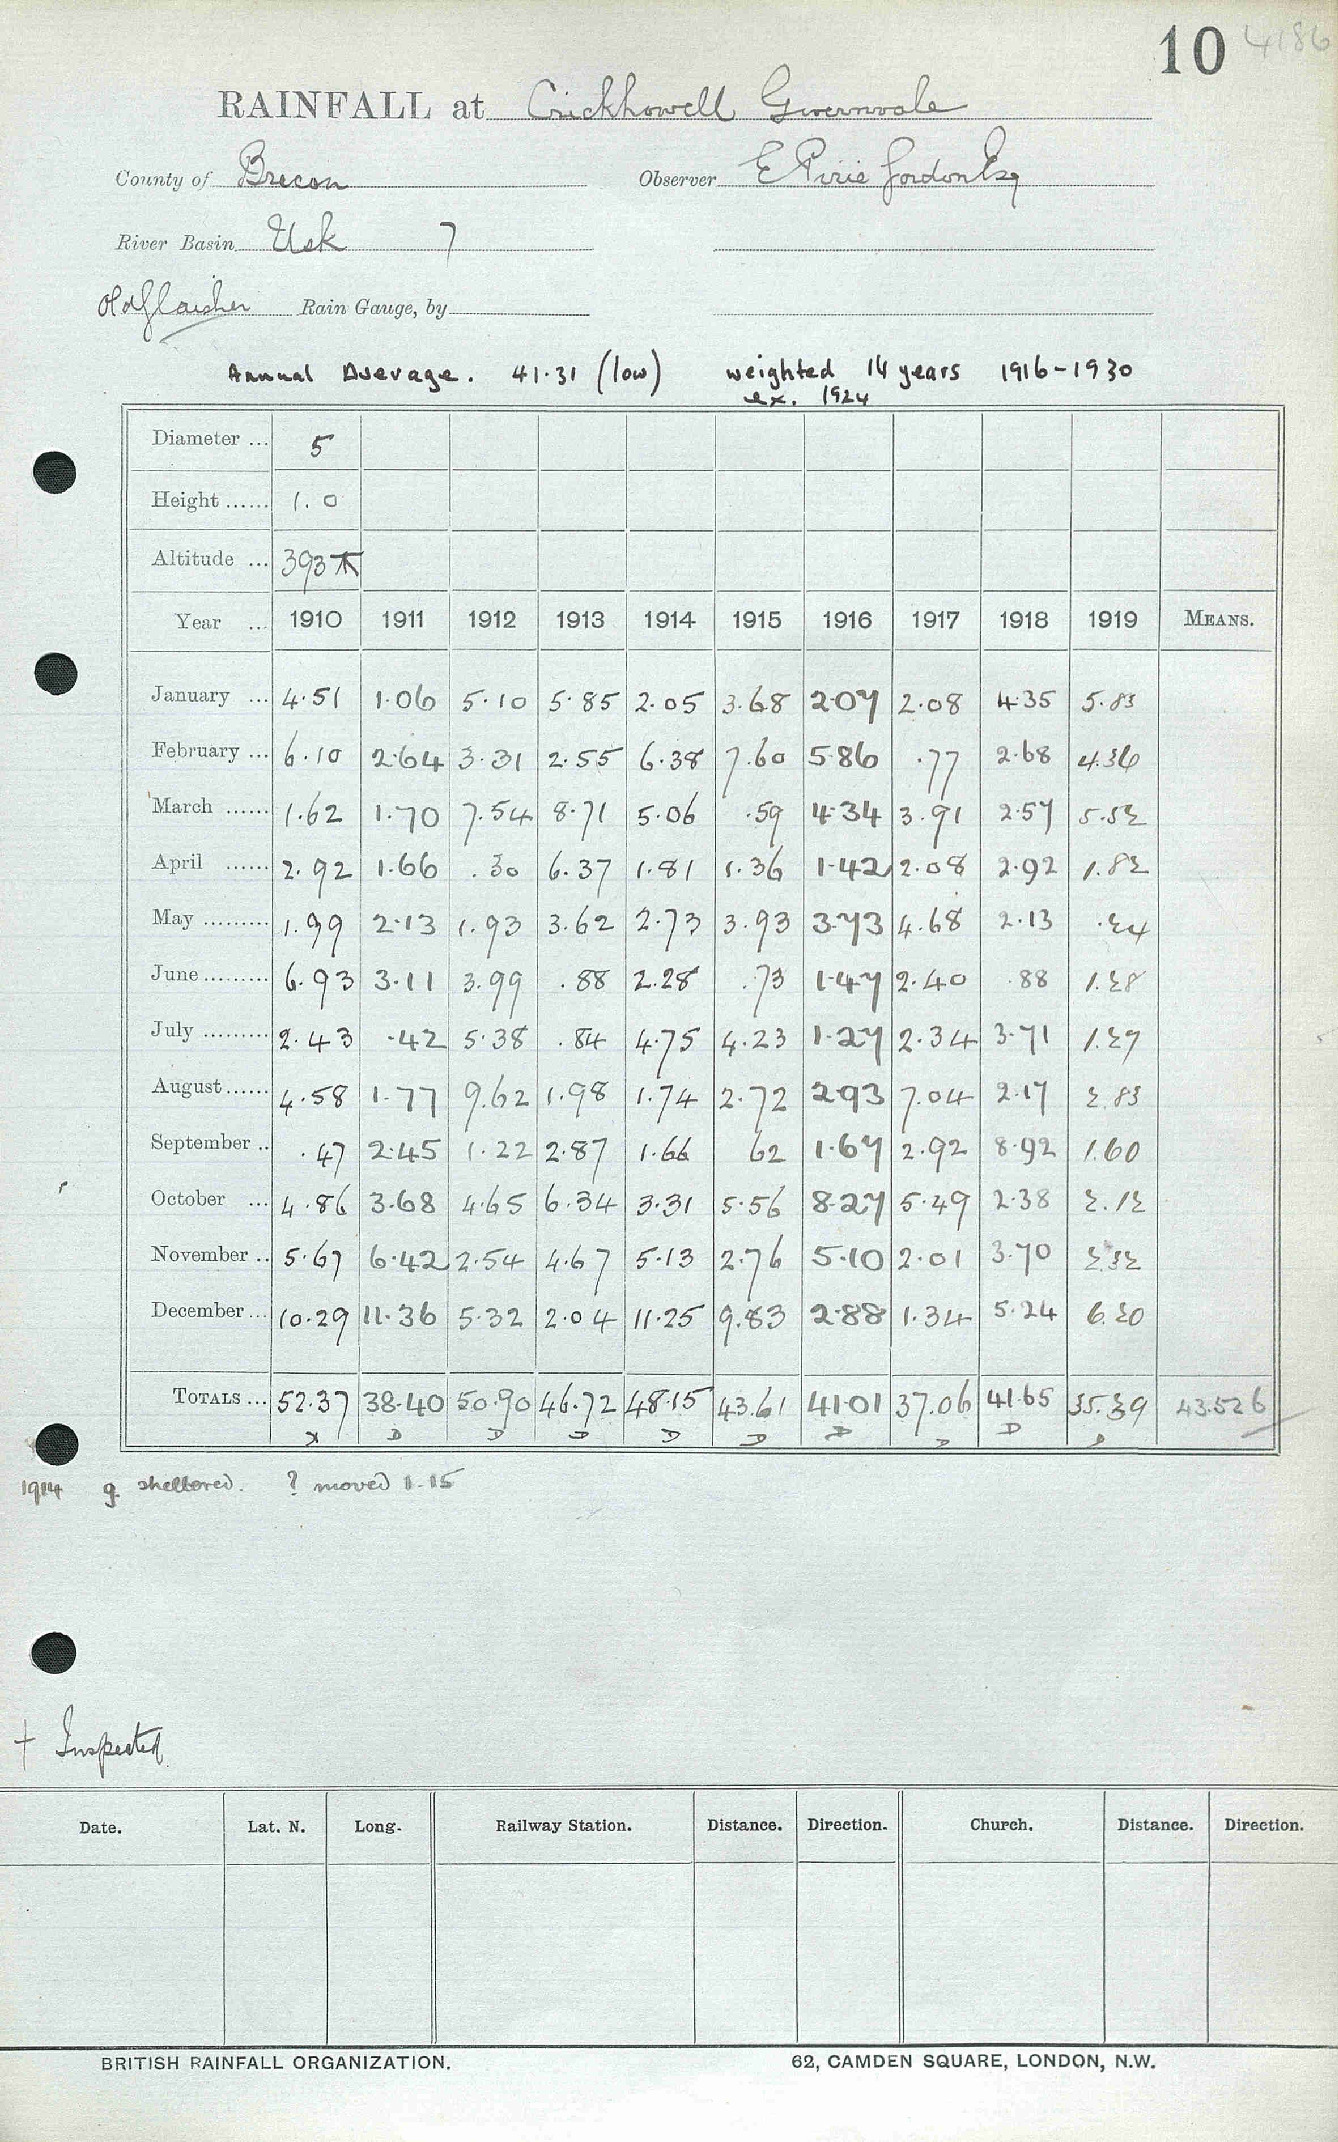 10 4186
RAINFALL at Crickhowell Gwernvale
County of Brecon Observer E Pirie Gordon Esq
River Basin Usk 7
Old Glaisher Rain Gauge, by
Annual Average. 41.31 (low) weighted 14 years 1916-1930
ex. 1924
Diameter ... 5
Height ...... 1.0
Altitude ... 393
Year ... 1910 1911 1912 1913 1914 1915 1916 1917 1918 1919 MEANS.
January ... 4.51 1.06 5.10 5.85 2.05 3.68 2.07 2.08 4.35 5.83
February ... 6.10 2.64 3.31 2.55 6.38 7.60 5.86 .77 2.68 4.36
March ...... 1.62 1.70 7.54 8.71 5.06 .59 4.34 3.91 2.57 5.52
April ...... 2.92 1.66 .30 6.37 1.81 1.36 1.42 2.08 2.92 1.82
May ......... 1.99 2.13 1.93 3.62 2.73 3.93 3.73 4.68 2.13 .24
June ......... 6.93 3.11 3.99 .88 2.28 .73 1.47 2.40 .88 1.28
July ......... 2.43 .42 5.38 .84 4.75 4.23 1.27 2.34 3.71 1.27
August ...... 4.58 1.77 9.62 1.98 1.74 2.72 2.93 7.04 2.17 2.83
September .. .47 2.45 1.22 2.87 1.66 62 1.67 2.92 8.92 1.60
October ... 4.86 3.68 4.65 6.34 3.31 5.56 8.27 5.49 2.38 2.12
November .. 5.67 6.42 2.54 4.67 5.13 2.76 5.10 2.01 3.70 2.32
December ... 10.29 11.36 5.32 2.04 11.25 9.83 2.88 1.34 5.24 6.20
TOTALS ... 52.37 38.40 50.90 46.72 48.15 43.61 41.01 37.06 41.65 35.39 43.526
x D D D D D D D D D
1914 g. sheltered. ? moved 1.15
+ Inspected
Date. Lat. N. Long. Railway Station. Distance. Direction. Church. Distance. Direction.
BRITISH RAINFALL ORGANIZATION. 62, CAMDEN SQUARE, LONDON, N.W.